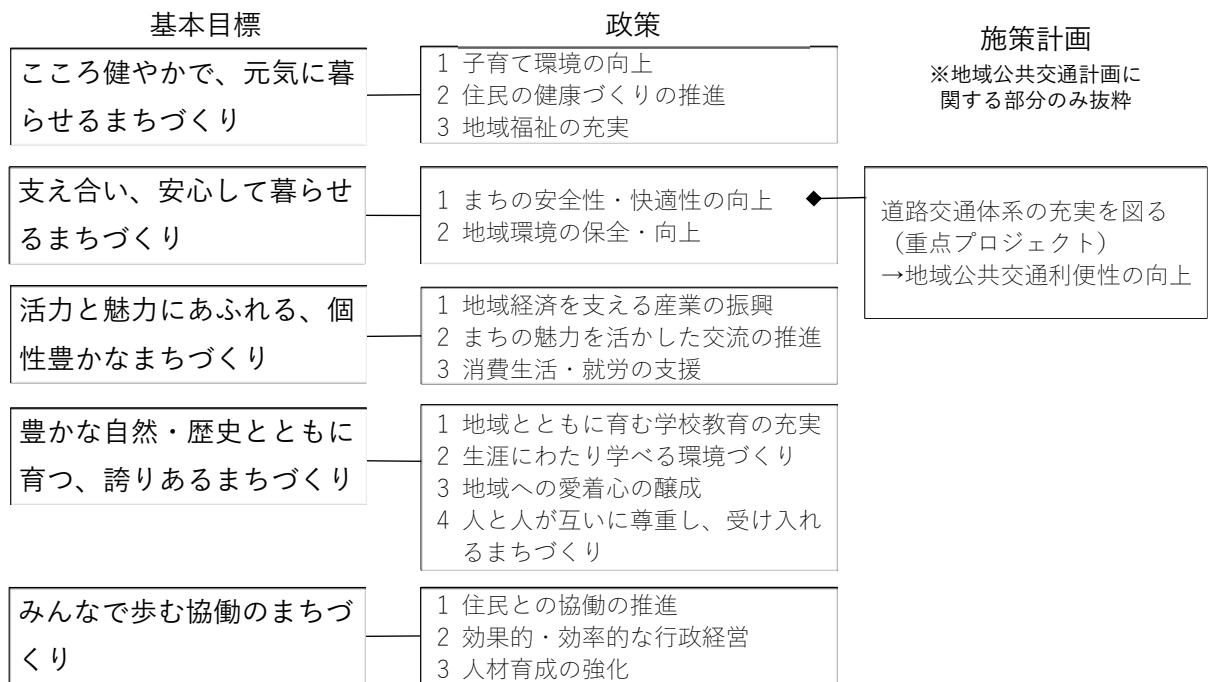 基本目標
政策
施策計画
※地域公共交通計画に
関する部分のみ抜粋
こころ健やかで、元気に暮
らせるまちづくり
1 子育て環境の向上
2 住民の健康づくりの推進
3 地域福祉の充実
支え合い、安心して暮らせ
るまちづくり
1 まちの安全性・快適性の向上
2 地域環境の保全・向上
道路交通体系の充実を図る
（重点プロジェクト）
→地域公共交通利便性の向上
活力と魅力にあふれる、個
性豊かなまちづくり
1 地域経済を支える産業の振興
2 まちの魅力を活かした交流の推進
3 消費生活・就労の支援
豊かな自然・歴史とともに
育つ、誇りあるまちづくり
1 地域とともに育む学校教育の充実
2 生涯にわたり学べる環境づくり
3 地域への愛着心の醸成
4 人と人が互いに尊重し、受け入れ
るまちづくり
みんなで歩む協働のまちづ
くり
1 住民との協働の推進
2 効果的・効率的な行政経営
3 人材育成の強化